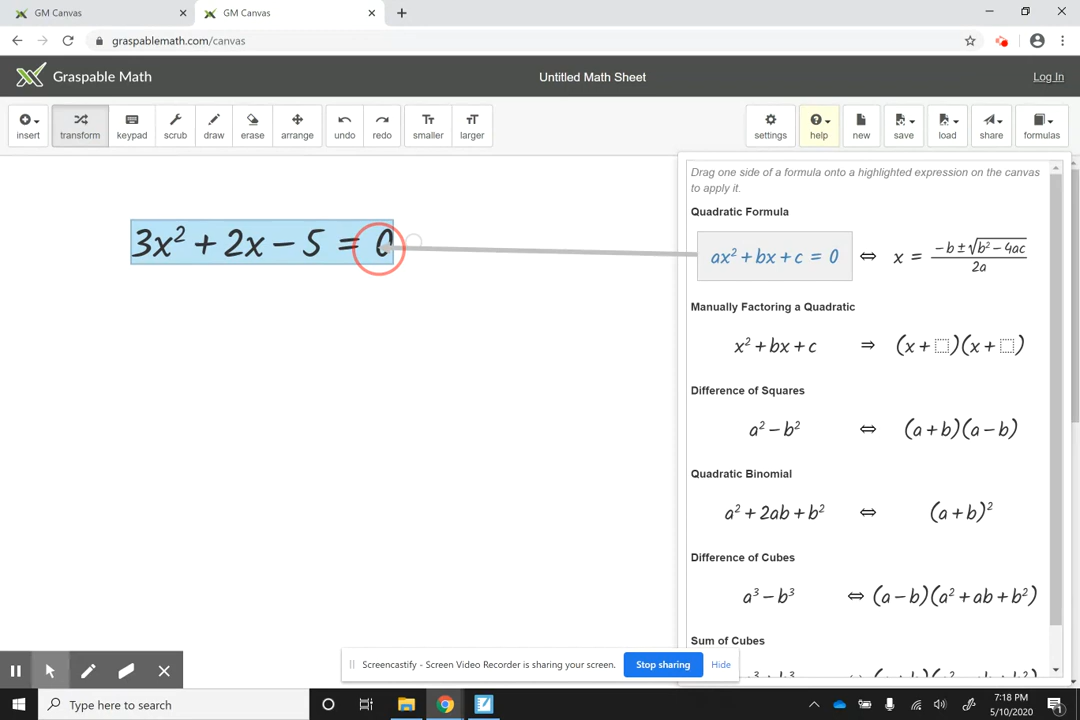 GM Canvas
GM Canvas
graspablemath.com/canvas
Graspable Math
Untitled Math Sheet
Log In
insert
transform
keypad
scrub
draw
erase
arrange
undo
redo
smaller
larger
settings
help
new
save
load
share
formulas
3x² + 2x − 5 = 0
Drag one side of a formula onto a highlighted expression on the canvas
to apply it.
Quadratic Formula
ax² + bx + c = 0 ⇔ x = (−b ± √(b² − 4ac)) / 2a
Manually Factoring a Quadratic
x² + bx + c ⇒ (x + □)(x + □)
Difference of Squares
a² − b² ⇔ (a + b)(a − b)
Quadratic Binomial
a² + 2ab + b² ⇔ (a + b)²
Difference of Cubes
a³ − b³ ⇔ (a − b)(a² + ab + b²)
Sum of Cubes
Screencastify - Screen Video Recorder is sharing your screen.
Stop sharing
Hide
Type here to search
7:18 PM
5/10/2020